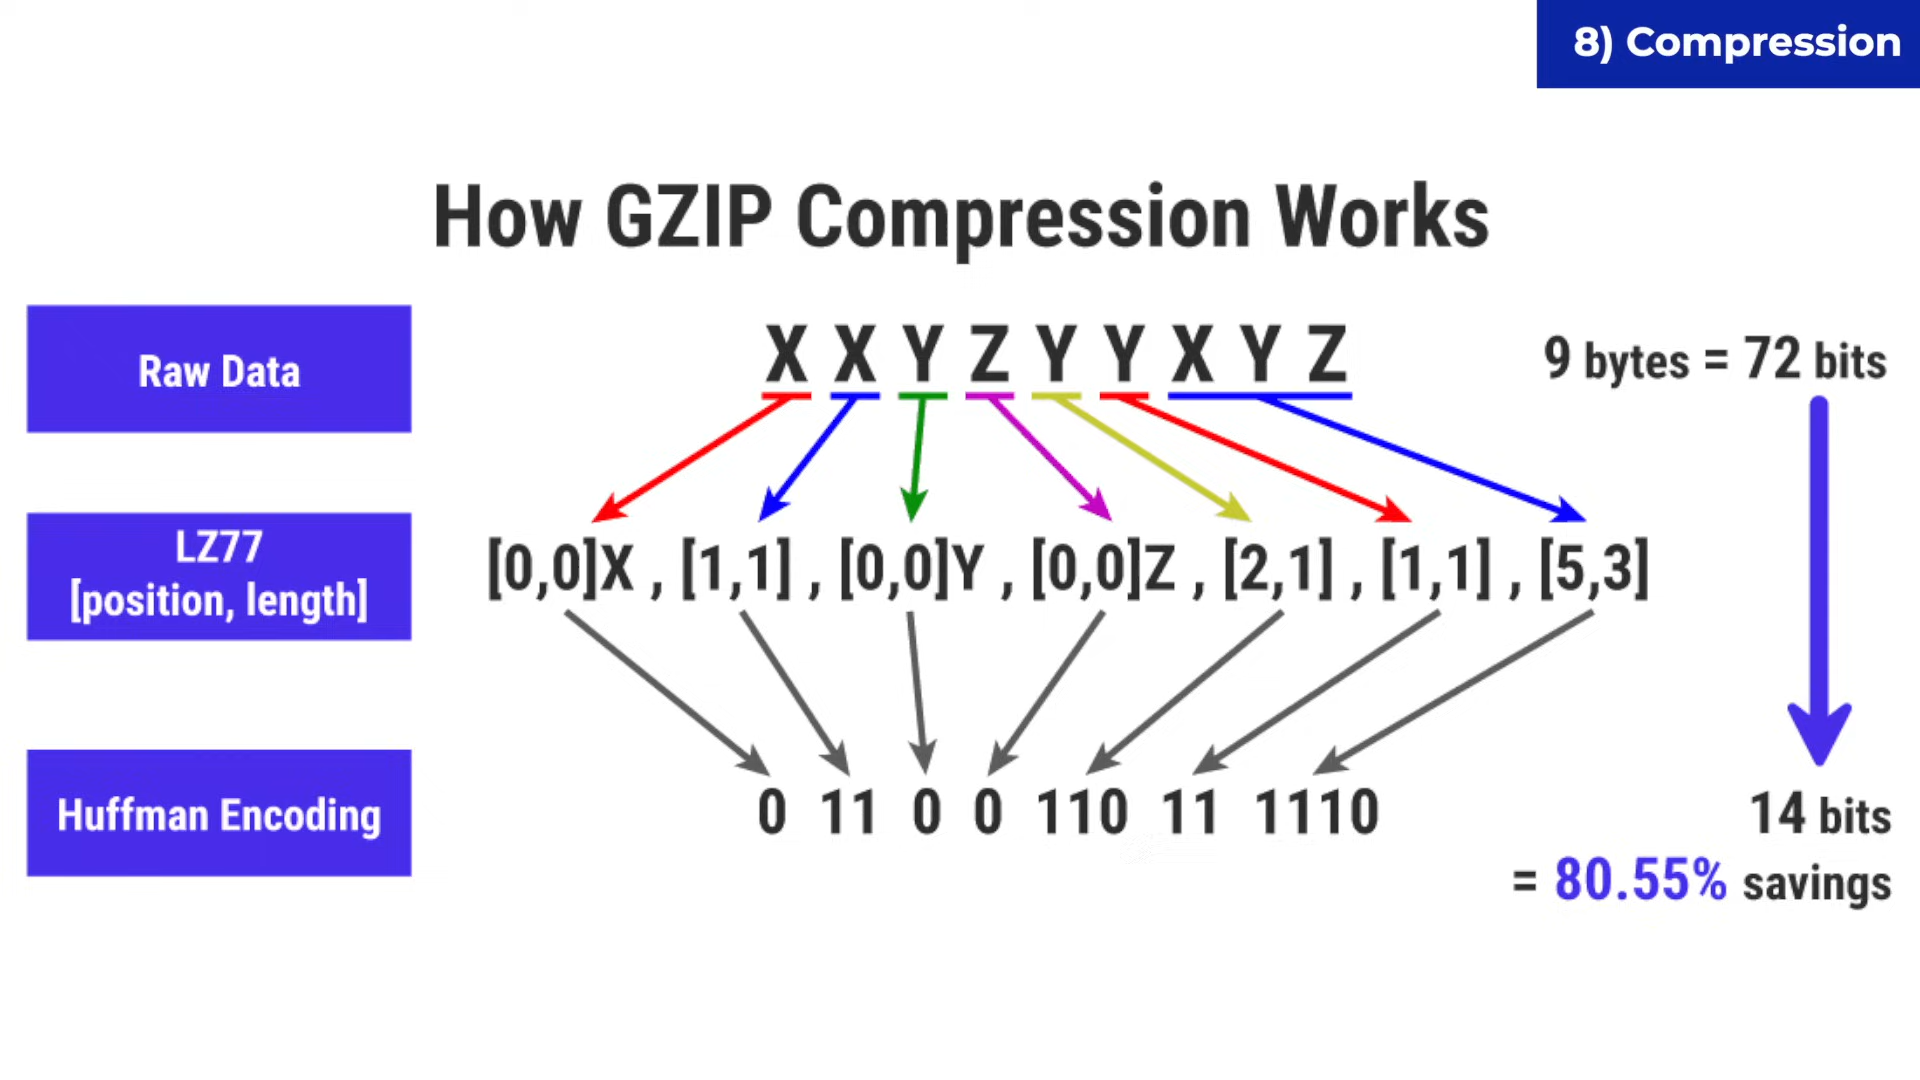 8) Compression
How GZIP Compression Works
Raw Data
X X Y Z Y Y X Y Z
9 bytes = 72 bits
LZ77
[position, length]
[0,0]X , [1,1] , [0,0]Y , [0,0]Z , [2,1] , [1,1] , [5,3]
Huffman Encoding
0 11 0 0 110 11 1110
14 bits
= 80.55% savings